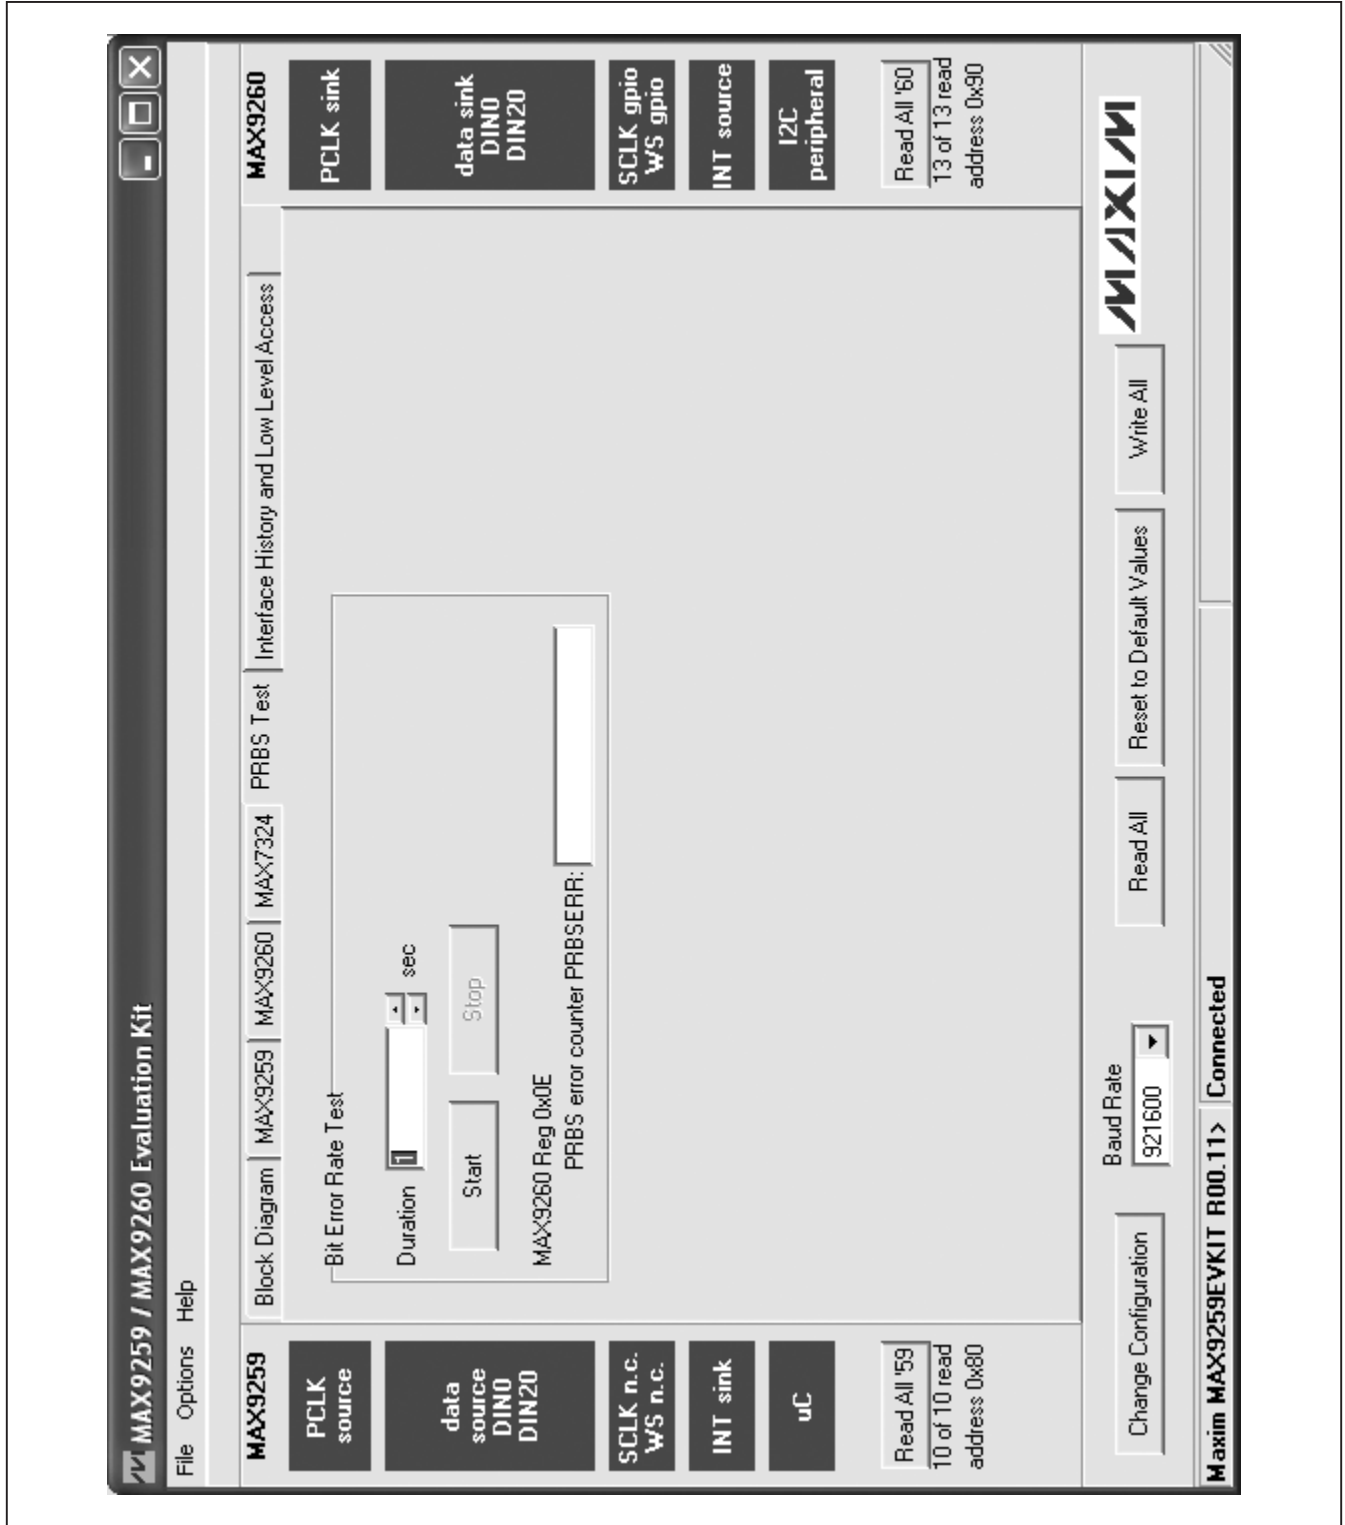 MAX9259 / MAX9260 Evaluation Kit
File Options Help
MAX9259
PCLK
source
data
source
DIN0
DIN20
SCLK n.c.
WS n.c.
INT sink
uC
Read All '59
10 of 10 read
address 0x80
Block Diagram MAX9259 MAX9260 MAX7324 PRBS Test Interface History and Low Level Access
Bit Error Rate Test
Duration 1 sec
Start Stop
MAX9260 Reg 0x0E
PRBS error counter PRBSERR:
MAX9260
PCLK sink
data sink
DIN0
DIN20
SCLK gpio
WS gpio
INT source
I2C
peripheral
Read All '60
13 of 13 read
address 0x90
Change Configuration
Baud Rate
921600
Read All Reset to Default Values Write All
MAXIM
Maxim MAX9259EVKIT R00.11> Connected